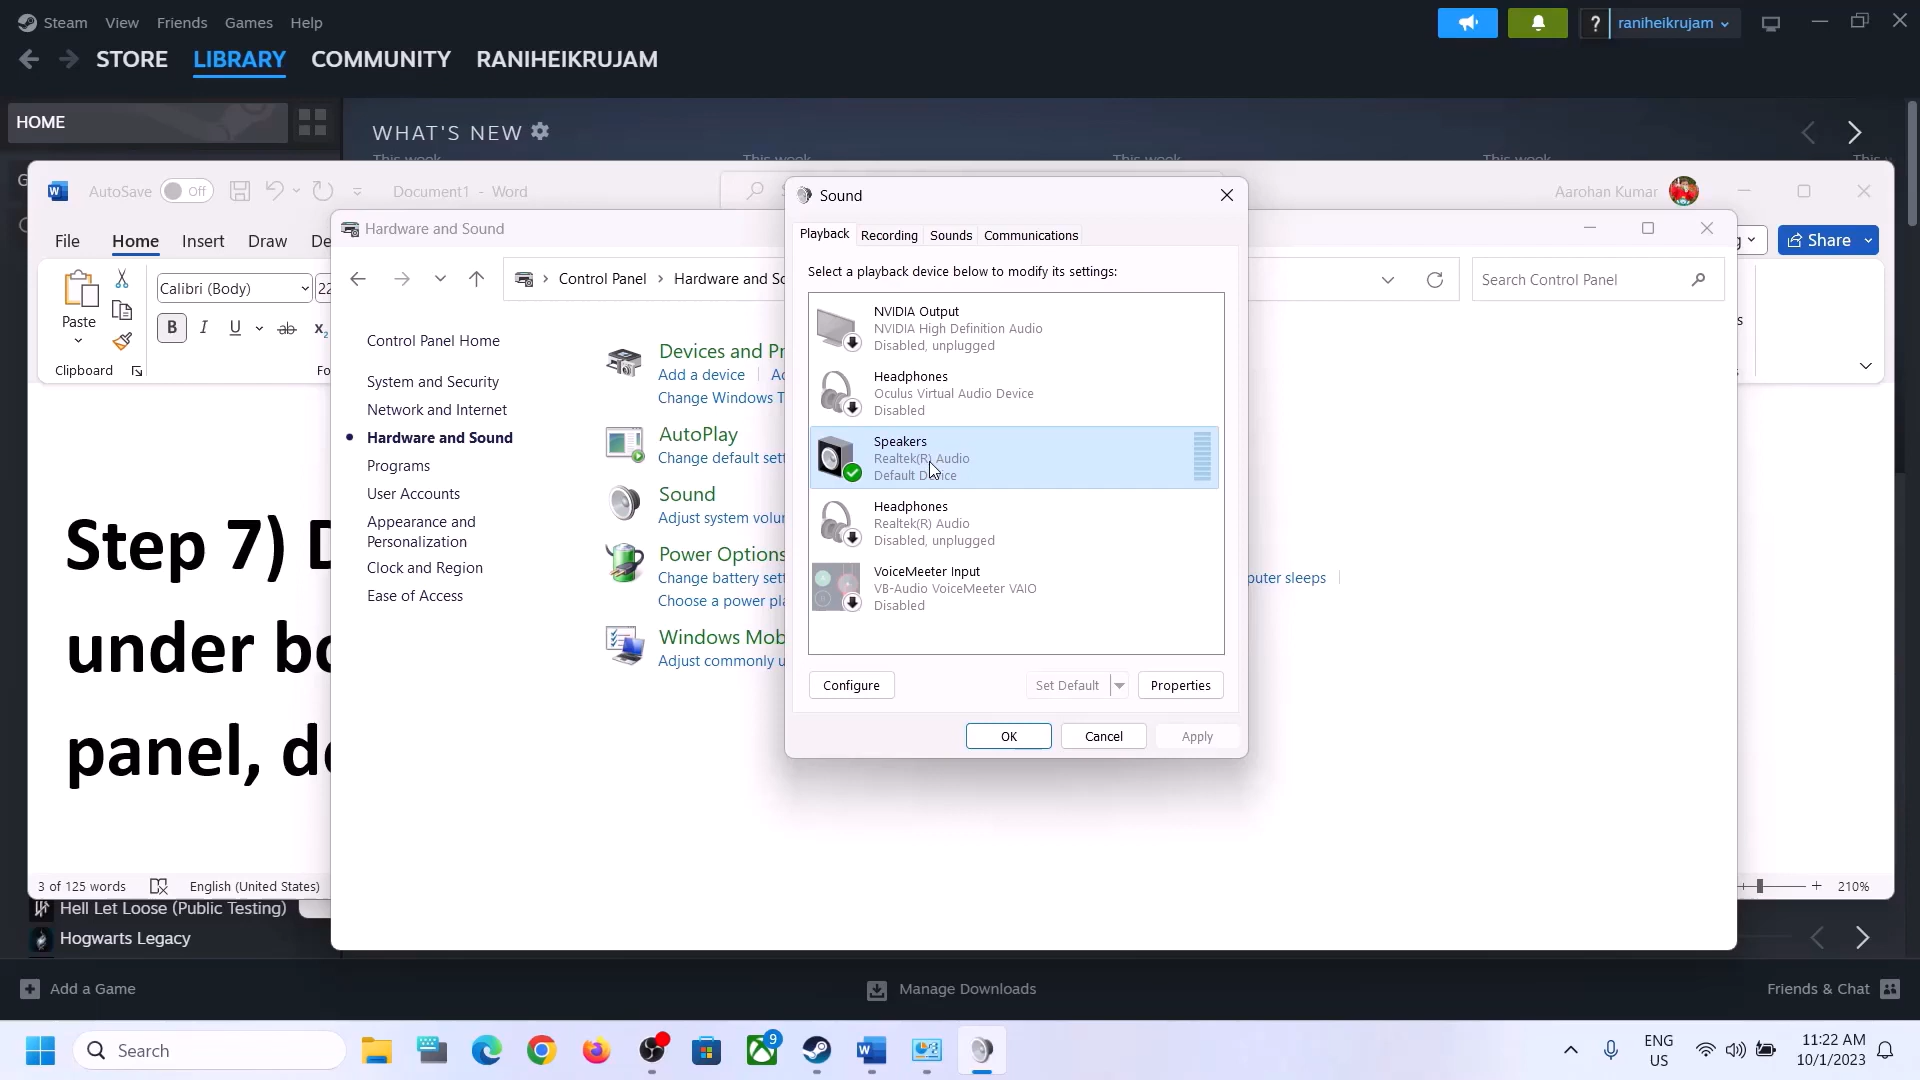 Steam View Friends Games Help
raniheikrujam
STORE LIBRARY COMMUNITY RANIHEIKRUJAM
HOME
WHAT'S NEW
AutoSave Off Document1 - Word
Aarohan Kumar
File Home Insert Draw De
Share
Calibri (Body) 22
Paste
B I U ab x
Clipboard Fo
Step 7) D
under bo
panel, de
3 of 125 words English (United States)
210%
Hell Let Loose (Public Testing)
Hogwarts Legacy
Hardware and Sound
Control Panel > Hardware and So
Search Control Panel
Control Panel Home
System and Security
Network and Internet
Hardware and Sound
Programs
User Accounts
Appearance and
Personalization
Clock and Region
Ease of Access
Devices and Pr
Add a device
Change Windows T
AutoPlay
Change default sett
Sound
Adjust system volu
Power Options
Change battery sett
Choose a power pla
puter sleeps
Windows Mob
Adjust commonly u
Sound
Playback Recording Sounds Communications
Select a playback device below to modify its settings:
NVIDIA Output
NVIDIA High Definition Audio
Disabled, unplugged
Headphones
Oculus Virtual Audio Device
Disabled
Speakers
Realtek(R) Audio
Default Device
Headphones
Realtek(R) Audio
Disabled, unplugged
VoiceMeeter Input
VB-Audio VoiceMeeter VAIO
Disabled
Configure Set Default Properties
OK Cancel Apply
Add a Game
Manage Downloads
Friends & Chat
Search
9
ENG
US
11:22 AM
10/1/2023